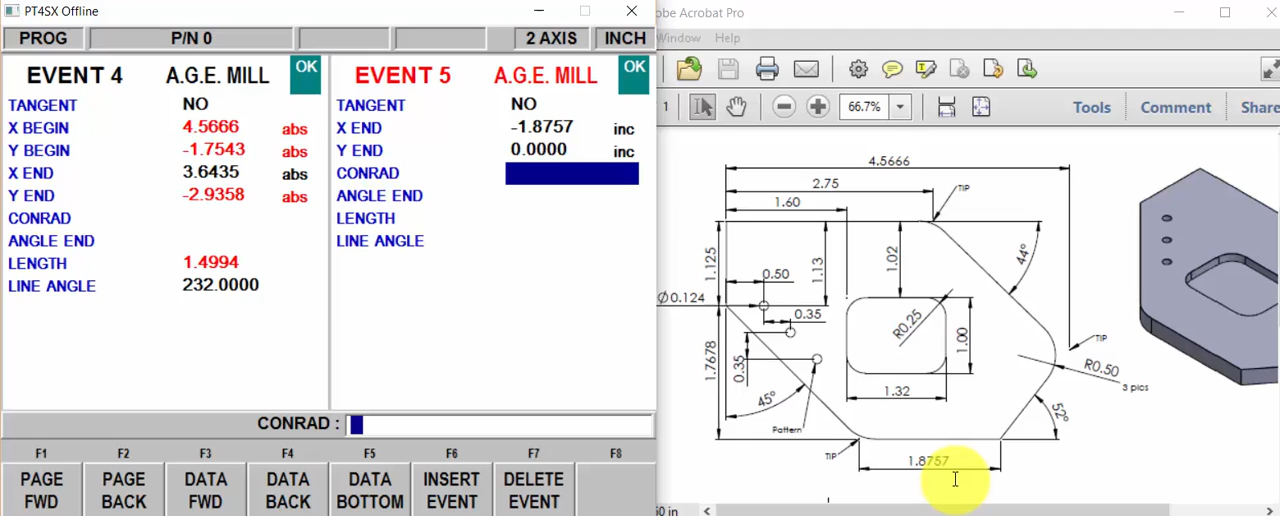 PT4SX Offline
PROG P/N 0 2 AXIS INCH
EVENT 4 A.G.E. MILL OK
TANGENT NO
X BEGIN 4.5666 abs
Y BEGIN -1.7543 abs
X END 3.6435 abs
Y END -2.9358 abs
CONRAD
ANGLE END
LENGTH 1.4994
LINE ANGLE 232.0000
EVENT 5 A.G.E. MILL OK
TANGENT NO
X END -1.8757 inc
Y END 0.0000 inc
CONRAD
ANGLE END
LENGTH
LINE ANGLE
CONRAD :
F1 F2 F3 F4 F5 F6 F7 F8
PAGE FWD
PAGE BACK
DATA FWD
DATA BACK
DATA BOTTOM
INSERT EVENT
DELETE EVENT
dobe Acrobat Pro
Window Help
1 66.7% Tools Comment Share
4.5666
2.75
TIP
1.60
1.125
1.13
1.02
44°
0.50
Ø0.124
0.35
R0.25
1.00
TIP
1.7678
0.35
R0.50
3 plcs
1.32
45°
52°
Pattern
TIP
1.8757
50 in